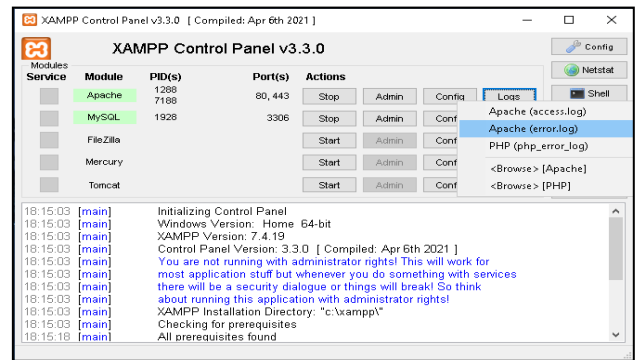 XAMPP Control Panel v3.3.0 [ Compiled: Apr 6th 2021 ]
XAMPP Control Panel v3.3.0
Config
Modules
Service Module PID(s) Port(s) Actions
Netstat
Apache 1288 7188 80, 443 Stop Admin Config Logs
Shell
MySQL 1928 3306 Stop Admin Conf
FileZilla Start Admin Conf
Mercury Start Admin Conf
Tomcat Start Admin Conf
Apache (access.log)
Apache (error.log)
PHP (php_error_log)
<Browse> [Apache]
<Browse> [PHP]
18:15:03 [main] Initializing Control Panel
18:15:03 [main] Windows Version: Home 64-bit
18:15:03 [main] XAMPP Version: 7.4.19
18:15:03 [main] Control Panel Version: 3.3.0 [ Compiled: Apr 6th 2021 ]
18:15:03 [main] You are not running with administrator rights! This will work for
18:15:03 [main] most application stuff but whenever you do something with services
18:15:03 [main] there will be a security dialogue or things will break! So think
18:15:03 [main] about running this application with administrator rights!
18:15:03 [main] XAMPP Installation Directory: "c:\xampp\"
18:15:03 [main] Checking for prerequisites
18:15:18 [main] All prerequisites found